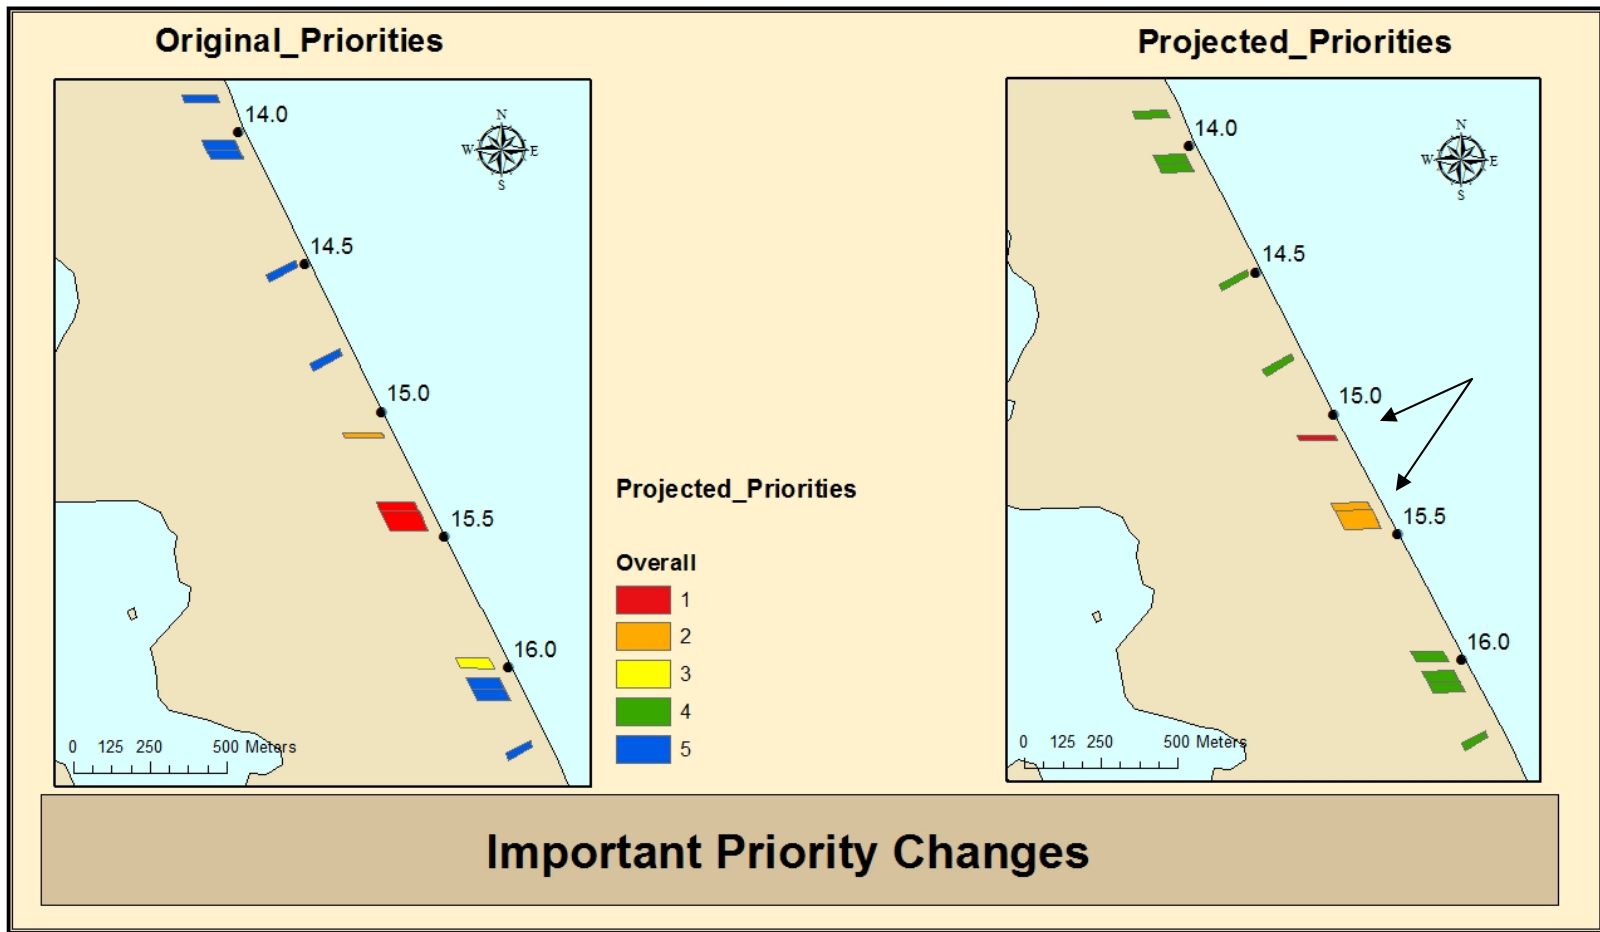 Original_Priorities
Projected_Priorities
14.0
N
W E
S
14.5
15.0
15.5
16.0
0 125 250 500 Meters
Projected_Priorities
Overall
1
2
3
4
5
14.0
N
W E
S
14.5
15.0
15.5
16.0
0 125 250 500 Meters
Important Priority Changes